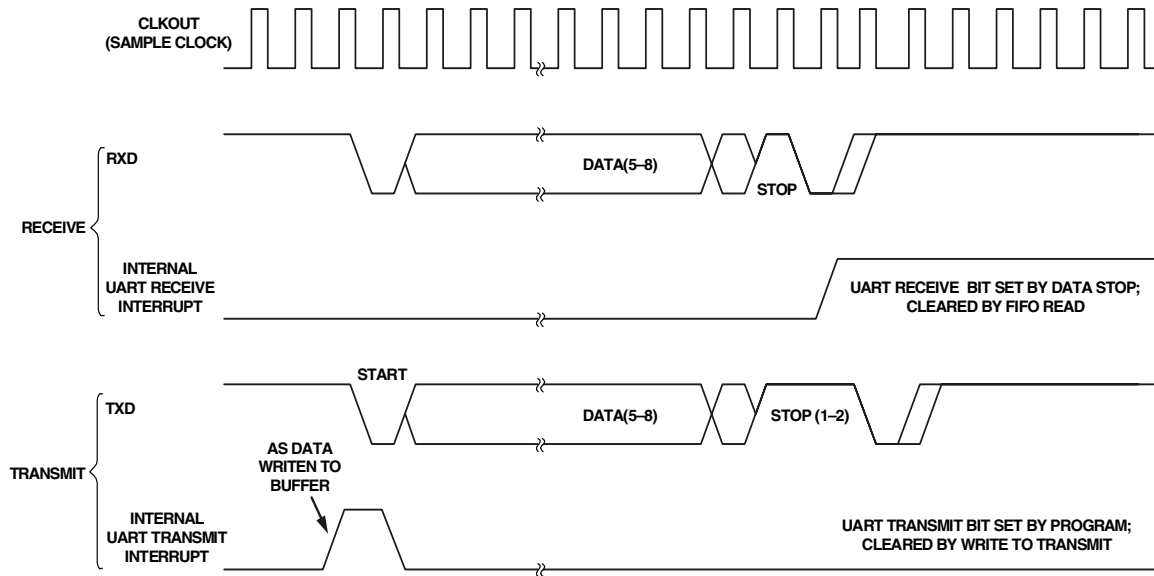 CLKOUT
(SAMPLE CLOCK)
RXD
DATA(5–8)
STOP
RECEIVE
INTERNAL
UART RECEIVE
INTERRUPT
UART RECEIVE BIT SET BY DATA STOP;
CLEARED BY FIFO READ
START
TXD
DATA(5–8)
STOP (1–2)
AS DATA
WRITEN TO
BUFFER
TRANSMIT
INTERNAL
UART TRANSMIT
INTERRUPT
UART TRANSMIT BIT SET BY PROGRAM;
CLEARED BY WRITE TO TRANSMIT